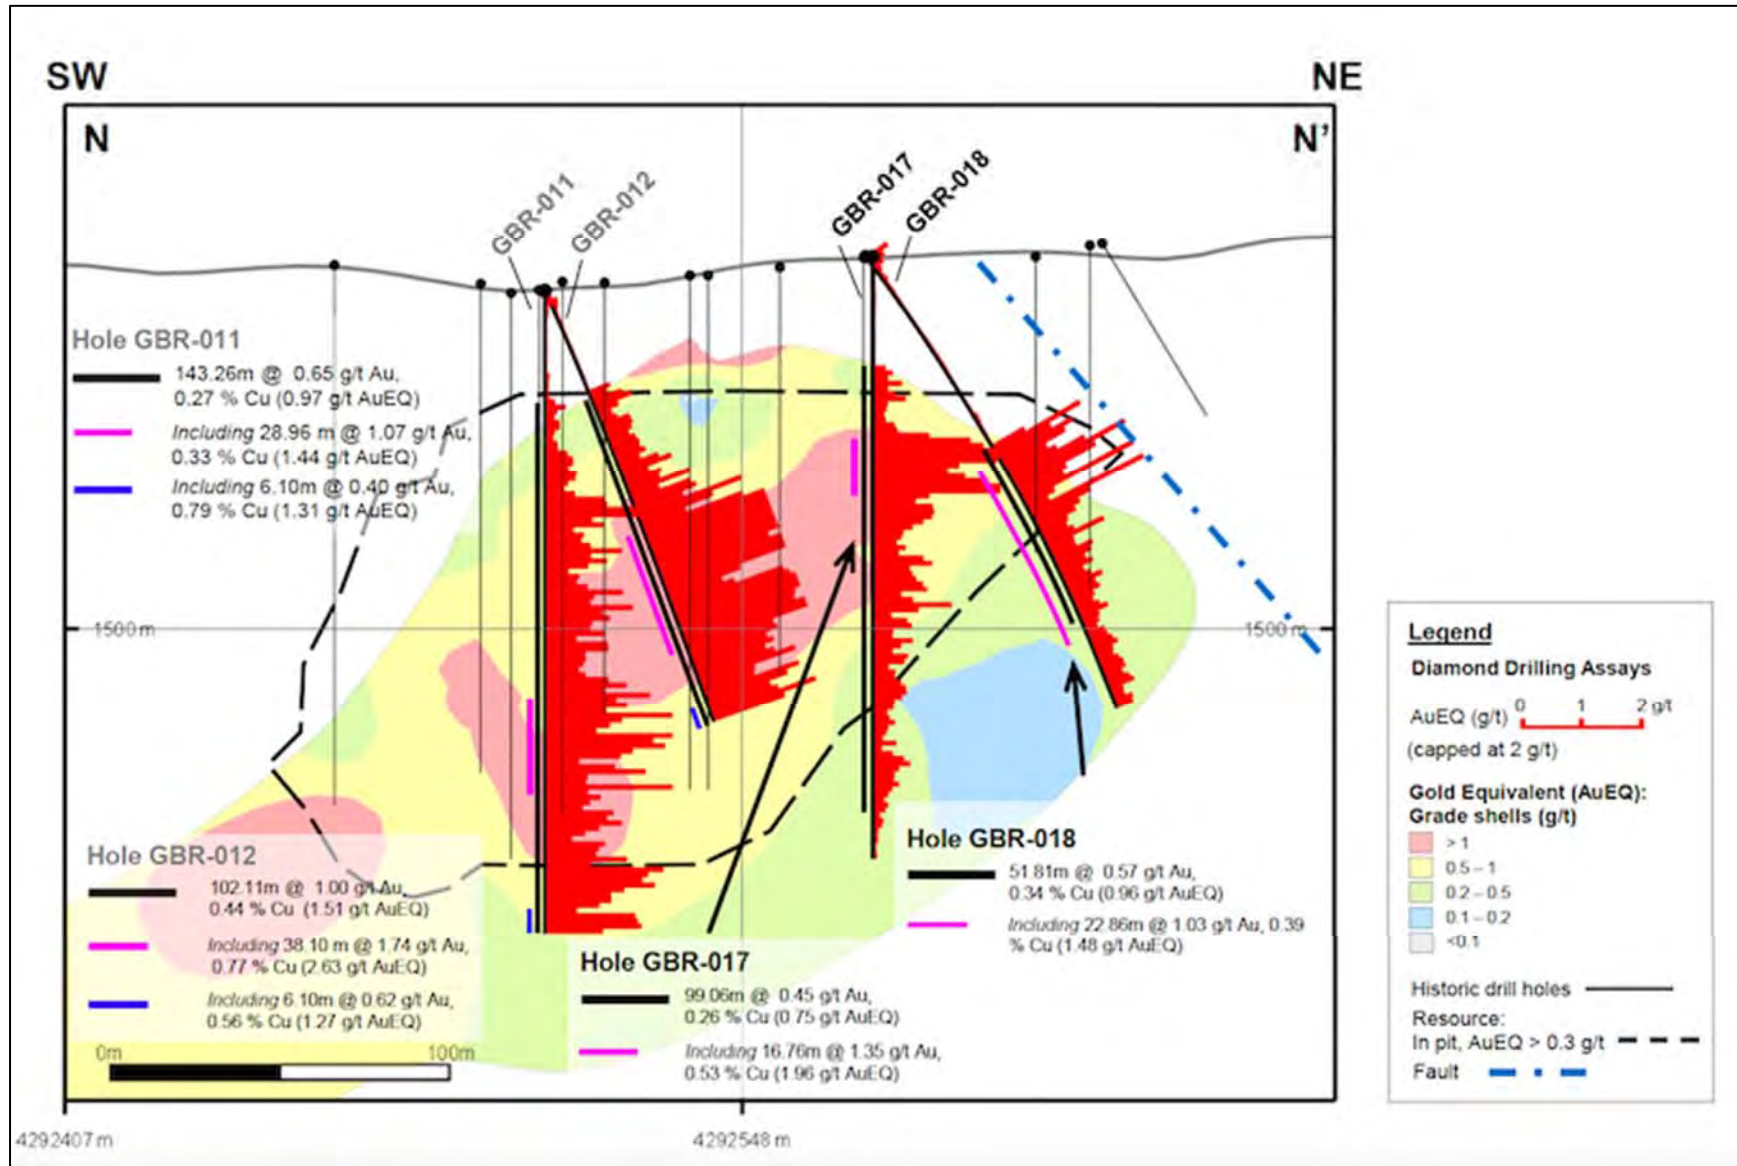 SW
NE
N
N'
GBR-011
GBR-012
GBR-017
GBR-018
Hole GBR-011
143.26m @ 0.65 g/t Au,
0.27 % Cu (0.97 g/t AuEQ)
Including 28.96 m @ 1.07 g/t Au,
0.33 % Cu (1.44 g/t AuEQ)
Including 6.10m @ 0.40 g/t Au,
0.79 % Cu (1.31 g/t AuEQ)
1500m
1500m
Hole GBR-012
102.11m @ 1.00 g/t Au,
0.44 % Cu (1.51 g/t AuEQ)
Including 38.10 m @ 1.74 g/t Au,
0.77 % Cu (2.63 g/t AuEQ)
Including 6.10m @ 0.62 g/t Au,
0.56 % Cu (1.27 g/t AuEQ)
0m 100m
Hole GBR-017
99.06m @ 0.45 g/t Au,
0.26 % Cu (0.75 g/t AuEQ)
Including 16.76m @ 1.35 g/t Au,
0.53 % Cu (1.96 g/t AuEQ)
Hole GBR-018
51.81m @ 0.57 g/t Au,
0.34 % Cu (0.96 g/t AuEQ)
Including 22.86m @ 1.03 g/t Au, 0.39
% Cu (1.48 g/t AuEQ)
4292407 m
4292548 m
Legend
Diamond Drilling Assays
AuEQ (g/t) 0 1 2 g/t
(capped at 2 g/t)
Gold Equivalent (AuEQ):
Grade shells (g/t)
> 1
0.5 – 1
0.2 – 0.5
0.1 – 0.2
<0.1
Historic drill holes
Resource:
In pit, AuEQ > 0.3 g/t
Fault